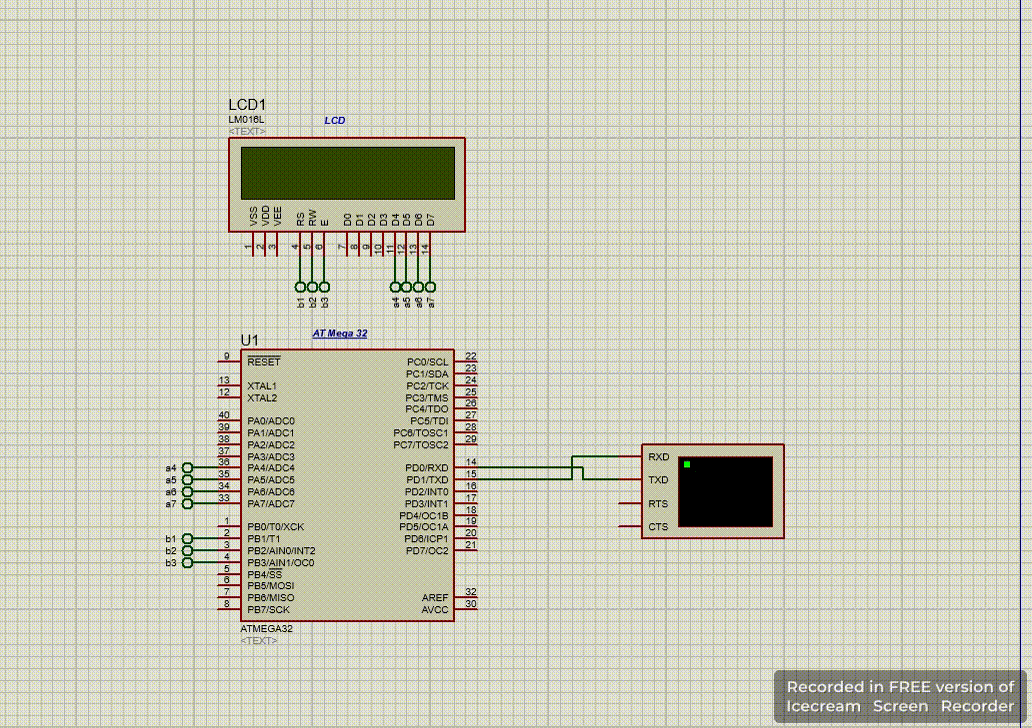 LCD1
LM016L
LCD
<TEXT>
VSS
VDD
VEE
RS
RW
E
D0
D1
D2
D3
D4
D5
D6
D7
1
2
3
4
5
6
7
8
9
10
11
12
13
14
b1
b2
b3
a4
a5
a6
a7
AT Mega 32
U1
9 RESET PC0/SCL 22
PC1/SDA 23
13 XTAL1 PC2/TCK 24
12 XTAL2 PC3/TMS 25
PC4/TDO 26
40 PA0/ADC0 PC5/TDI 27
39 PA1/ADC1 PC6/TOSC1 28
38 PA2/ADC2 PC7/TOSC2 29
37 PA3/ADC3
a4 36 PA4/ADC4 PD0/RXD 14
a5 35 PA5/ADC5 PD1/TXD 15
a6 34 PA6/ADC6 PD2/INT0 16
a7 33 PA7/ADC7 PD3/INT1 17
PD4/OC1B 18
1 PB0/T0/XCK PD5/OC1A 19
b1 2 PB1/T1 PD6/ICP1 20
b2 3 PB2/AIN0/INT2 PD7/OC2 21
b3 4 PB3/AIN1/OC0
5 PB4/SS
6 PB5/MOSI
7 PB6/MISO AREF 32
8 PB7/SCK AVCC 30
ATMEGA32
<TEXT>
RXD
TXD
RTS
CTS
Recorded in FREE version of
Icecream Screen Recorder